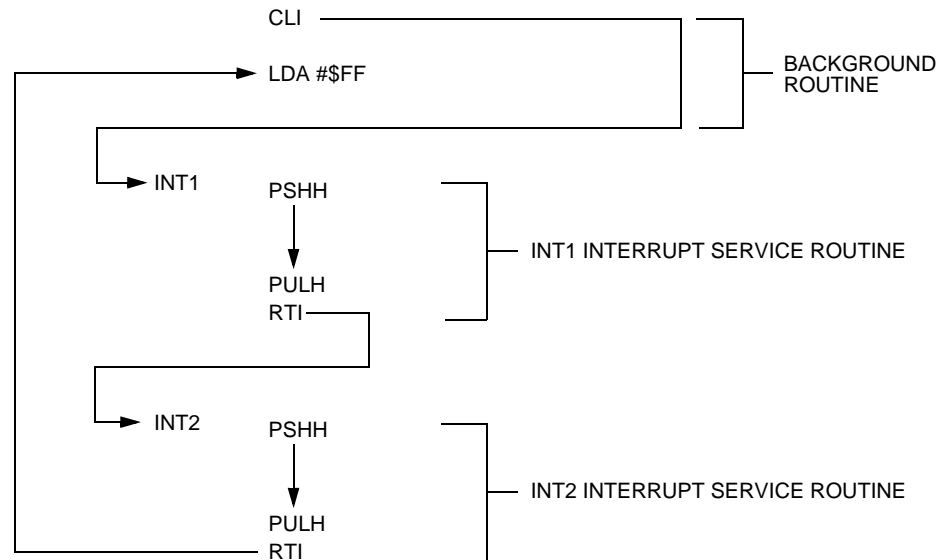 CLI
LDA #$FF
BACKGROUND
ROUTINE
INT1
PSHH
INT1 INTERRUPT SERVICE ROUTINE
PULH
RTI
INT2
PSHH
INT2 INTERRUPT SERVICE ROUTINE
PULH
RTI